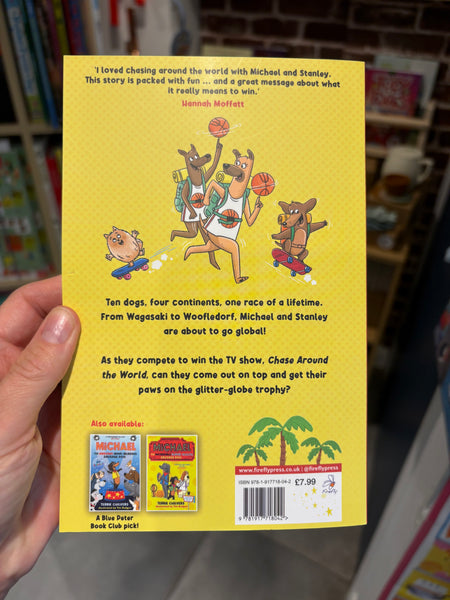 'I loved chasing around the world with Michael and Stanley.
This story is packed with fun ... and a great message about what
it really means to win.'
Hannah Moffatt
Ten dogs, four continents, one race of a lifetime.
From Wagasaki to Woofledorf, Michael and Stanley
are about to go global!
As they compete to win the TV show, Chase Around
the World, can they come out on top and get their
paws on the glitter-globe trophy?
Also available:
MICHAEL
TERRIE CHILVERS
A Blue Peter
Book Club pick!
MICHAEL
TERRIE CHILVERS
www.fireflypress.co.uk | @fireflypress
ISBN 978-1-917718-04-2
£7.99
9 781917 718042 >
Firefly